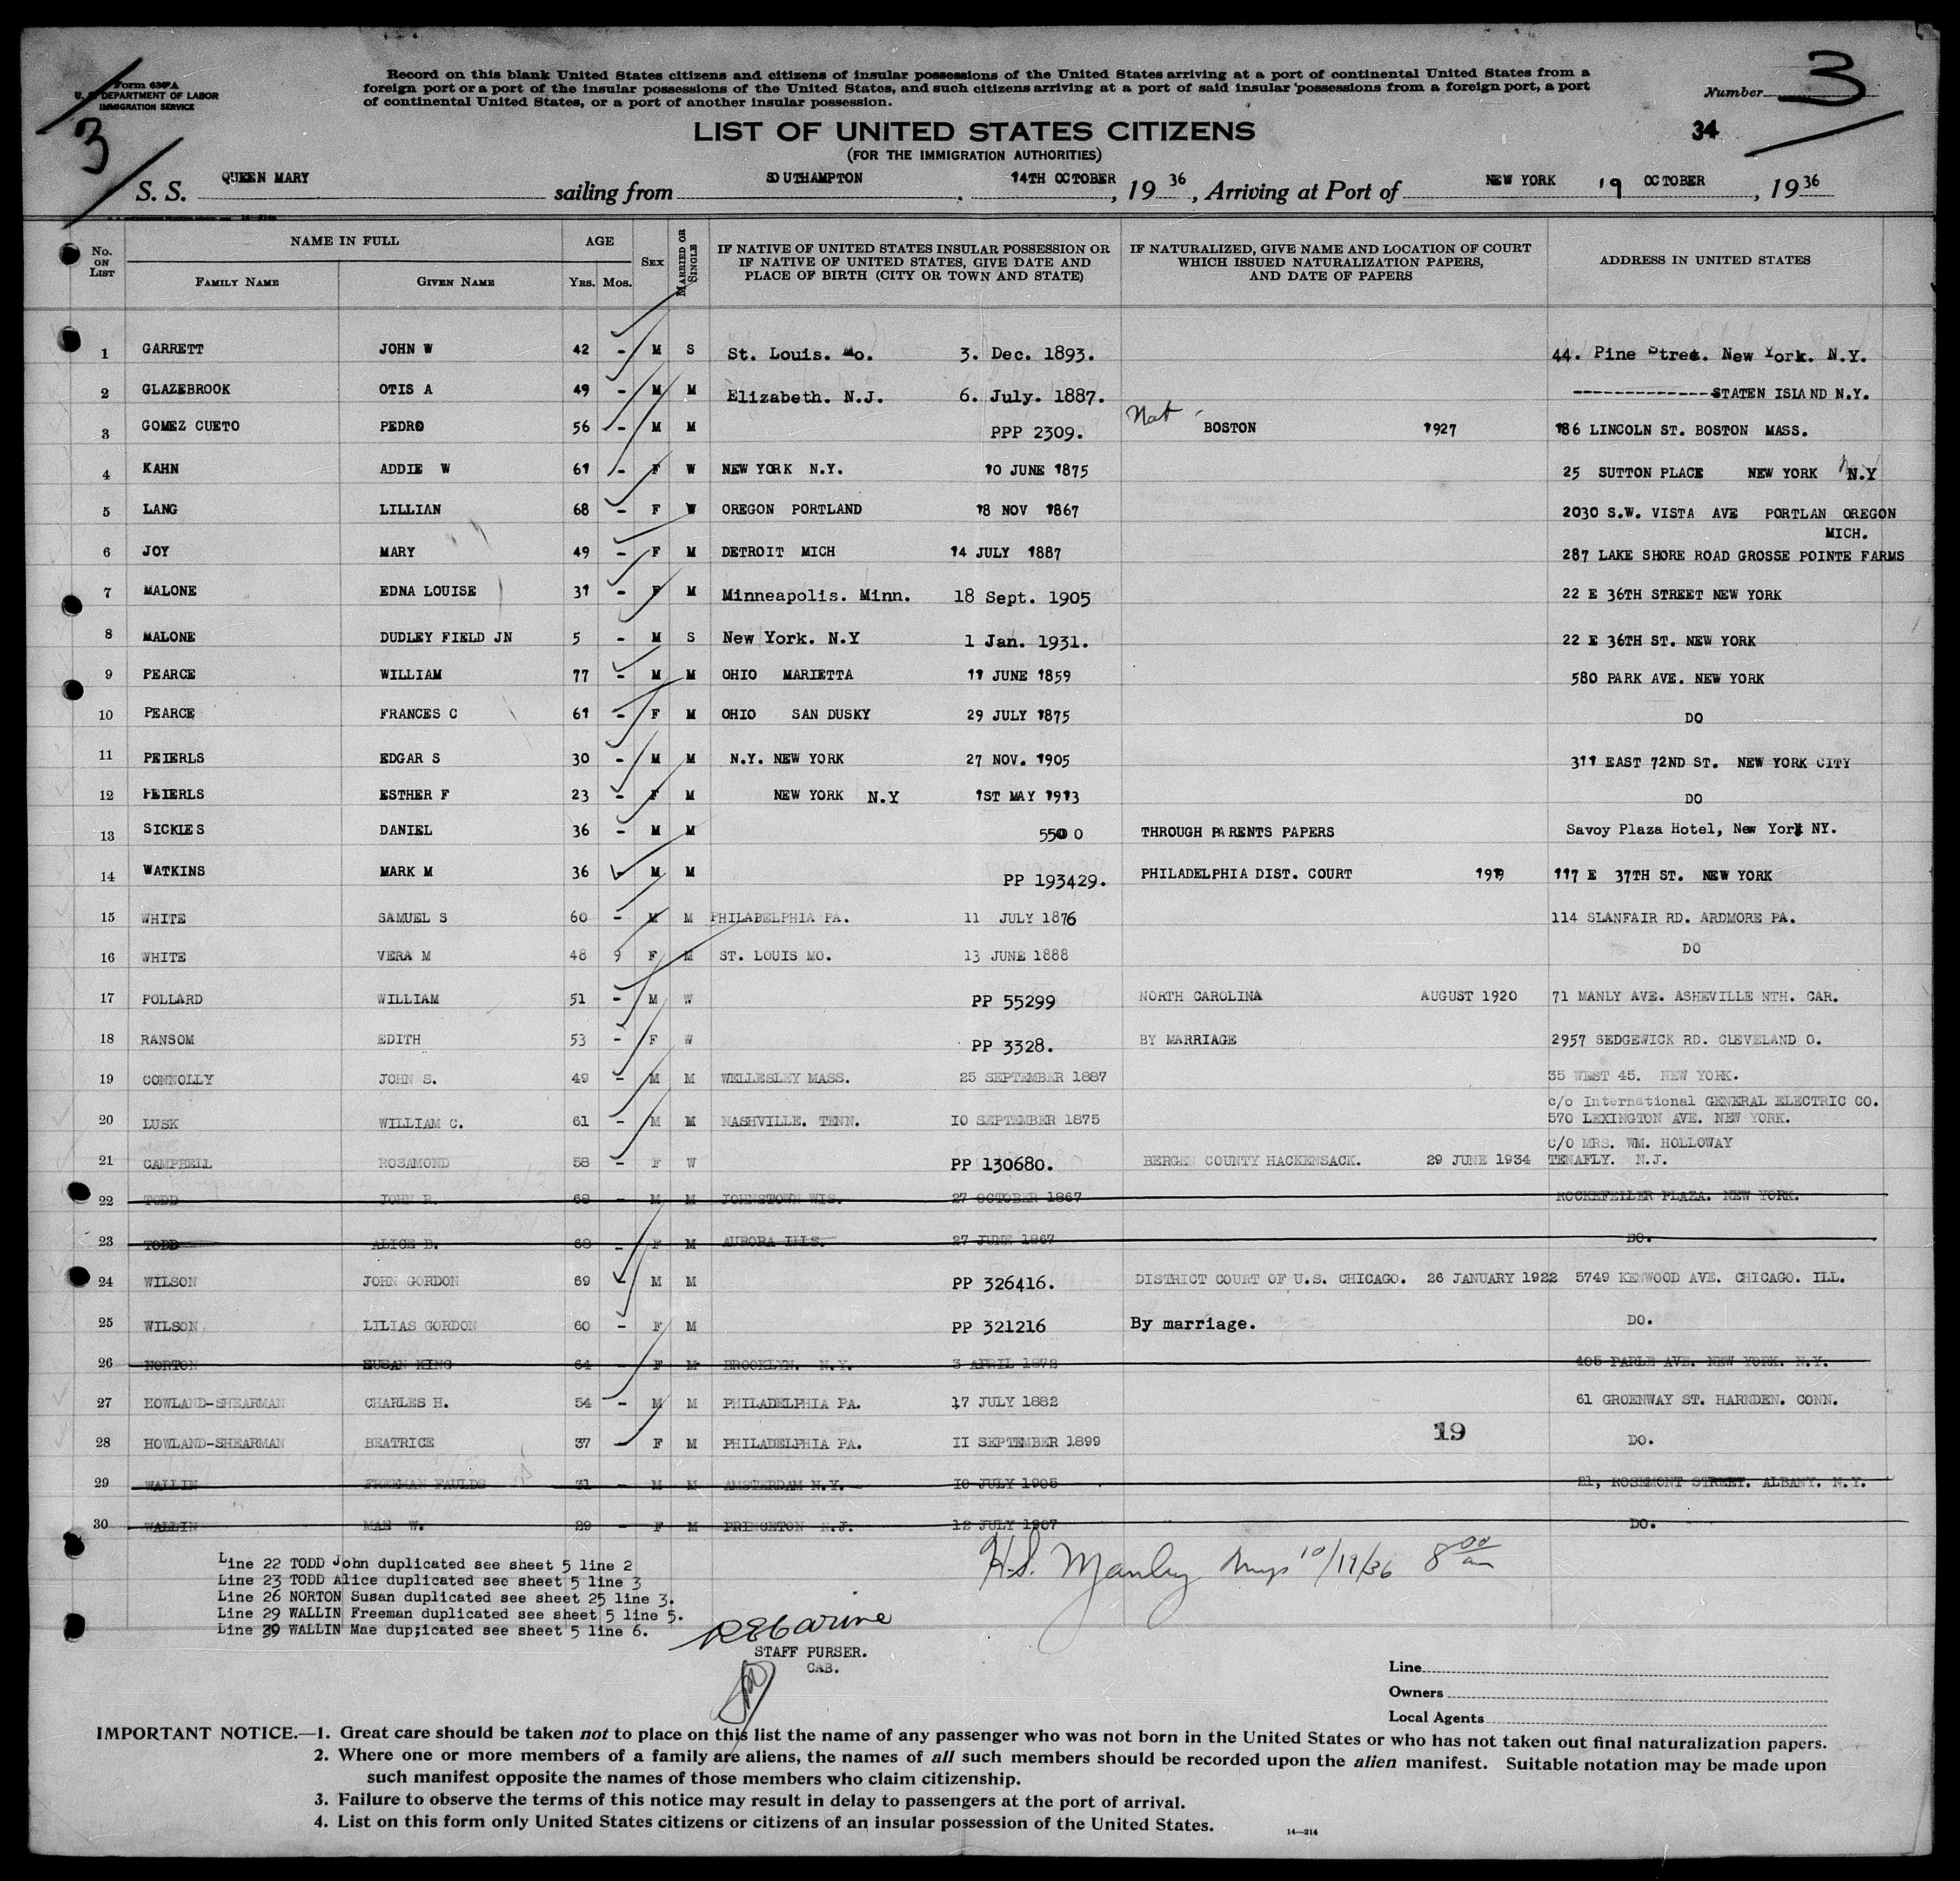 Form 630A
U. S. DEPARTMENT OF LABOR
IMMIGRATION SERVICE
3
Record on this blank United States citizens and citizens of insular possessions of the United States arriving at a port of continental United States from a
foreign port or a port of the insular possessions of the United States, and such citizens arriving at a port of said insular possessions from a foreign port, a port
of continental United States, or a port of another insular possession.
Number 3
34
LIST OF UNITED STATES CITIZENS
(FOR THE IMMIGRATION AUTHORITIES)
S. S. QUEEN MARY sailing from SOUTHAMPTON . 14TH OCTOBER , 19 36 , Arriving at Port of NEW YORK 19 OCTOBER , 19 36
No. ON LIST NAME IN FULL FAMILY NAME GIVEN NAME AGE YRS. MOS. SEX MARRIED OR SINGLE IF NATIVE OF UNITED STATES INSULAR POSSESSION OR IF NATIVE OF UNITED STATES, GIVE DATE AND PLACE OF BIRTH (CITY OR TOWN AND STATE) IF NATURALIZED, GIVE NAME AND LOCATION OF COURT WHICH ISSUED NATURALIZATION PAPERS, AND DATE OF PAPERS ADDRESS IN UNITED STATES
1 GARRETT JOHN W 42 - M S St. Louis. Mo. 3. Dec. 1893. 44. Pine Stree. New York. N.Y.
2 GLAZEBROOK OTIS A 49 - M M Elizabeth. N.J. 6. July. 1887. --------------STATEN ISLAND N.Y.
3 GOMEZ CUETO PEDRO 56 - M M PPP 2309. Nat BOSTON 1927 186 LINCOLN ST. BOSTON MASS.
4 KAHN ADDIE W 61 - F W NEW YORK N.Y. 10 JUNE 1875 25 SUTTON PLACE NEW YORK N.Y
5 LANG LILLIAN 68 - F W OREGON PORTLAND 18 NOV 1867 2030 S.W. VISTA AVE PORTLAN OREGON
MICH.
6 JOY MARY 49 - F M DETROIT MICH 14 JULY 1887 287 LAKE SHORE ROAD GROSSE POINTE FARMS
7 MALONE EDNA LOUISE 31 - F M Minneapolis. Minn. 18 Sept. 1905 22 E 36TH STREET NEW YORK
8 MALONE DUDLEY FIELD JN 5 - M S New York. N.Y 1 Jan. 1931. 22 E 36TH ST. NEW YORK
9 PEARCE WILLIAM 77 - M M OHIO MARIETTA 11 JUNE 1859 580 PARK AVE. NEW YORK
10 PEARCE FRANCES C 61 - F M OHIO SAN DUSKY 29 JULY 1875 DO
11 PEIERLS EDGAR S 30 - M M N.Y. NEW YORK 27 NOV. 1905 311 EAST 72ND ST. NEW YORK CITY
12 PEIERLS ESTHER F 23 - F M NEW YORK N.Y 1ST MAY 1913 DO
13 SICKLES DANIEL 36 - M M 5500 THROUGH PARENTS PAPERS Savoy Plaza Hotel, New York NY.
14 WATKINS MARK M 36 - M M PP 193429. PHILADELPHIA DIST. COURT 1919 117 E 37TH ST. NEW YORK
15 WHITE SAMUEL S 60 - M M PHILADELPHIA PA. 11 JULY 1876 114 SLANFAIR RD. ARDMORE PA.
16 WHITE VERA M 48 9 F M ST. LOUIS MO. 13 JUNE 1888 DO
17 POLLARD WILLIAM 51 - M W PP 55299 NORTH CAROLINA AUGUST 1920 71 MANLY AVE. ASHEVILLE NTH. CAR.
18 RANSOM EDITH 53 - F W PP 3328. BY MARRIAGE 2957 SEDGEWICK RD. CLEVELAND O.
19 CONNOLLY JOHN S. 49 - M M WELLESLEY MASS. 25 SEPTEMBER 1887 35 WEST 45. NEW YORK.
c/o International GENERAL ELECTRIC CO.
20 LUSK WILLIAM C. 61 - M M NASHVILLE. TENN. 10 SEPTEMBER 1875 570 LEXINGTON AVE. NEW YORK.
c/o MRS. WM. HOLLOWAY
21 CAMPBELL ROSAMOND 58 - F W PP 130680. BERGEN COUNTY HACKENSACK. 29 JUNE 1934 TENAFLY. N.J.
22 TODD JOHN R. 68 - M M JOHNSTOWN WIS. 27 OCTOBER 1867 ROCKEFELLER PLAZA. NEW YORK.
23 TODD ALICE B. 68 - F M AURORA ILLS. 27 JUNE 1867 DO.
24 WILSON JOHN GORDON 69 - M M PP 326416. DISTRICT COURT OF U.S. CHICAGO. 26 JANUARY 1922 5749 KENWOOD AVE. CHICAGO. ILL.
25 WILSON LILIAS GORDON 60 - F M PP 321216 By marriage. DO.
26 NORTON SUSAN KING 64 - F M BROOKLYN. N.Y. 3 APRIL 1872 405 PARLE AVE. NEW YORK. N.Y.
27 HOWLAND-SHEARMAN CHARLES H. 54 - M M PHILADELPHIA PA. 17 JULY 1882 61 GROENWAY ST. HARNDEN. CONN.
28 HOWLAND-SHEARMAN BEATRICE 37 - F M PHILADELPHIA PA. 11 SEPTEMBER 1899 19 DO.
29 WALLIN FREEMAN FAULDS 31 - M M AMSTERDAM N.Y. 10 JULY 1905 21, ROSEMONT STREET. ALBANY. N.Y.
30 WALLIN MAE W. 29 - F M PRINCETON N.J. 12 JULY 1907 DO.
Line 22 TODD John duplicated see sheet 5 line 2
Line 23 TODD Alice duplicated see sheet 5 line 3
Line 26 NORTON Susan duplicated see sheet 25 line 3.
Line 29 WALLIN Freeman duplicated see sheet 5 line 5.
Line 30 WALLIN Mae dup;icated see sheet 5 line 6.
H.S. Manley 10/19/36 8 00 am
STAFF PURSER.
CAB.
Line
Owners
Local Agents
IMPORTANT NOTICE.—1. Great care should be taken not to place on this list the name of any passenger who was not born in the United States or who has not taken out final naturalization papers.
2. Where one or more members of a family are aliens, the names of all such members should be recorded upon the alien manifest. Suitable notation may be made upon
such manifest opposite the names of those members who claim citizenship.
3. Failure to observe the terms of this notice may result in delay to passengers at the port of arrival.
4. List on this form only United States citizens or citizens of an insular possession of the United States.
14—214